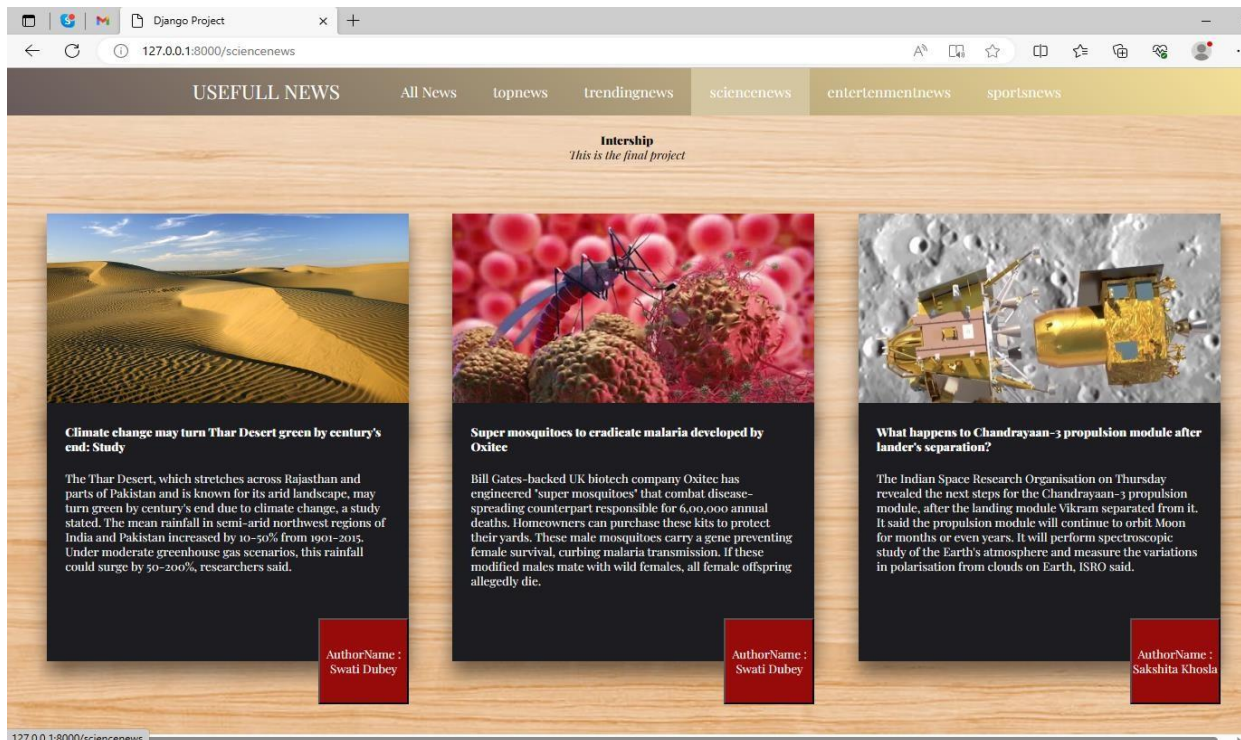 Django Project
127.0.0.1:8000/sciencenews
USEFULL NEWS All News topnews trendingnews sciencenews entertenmentnews sportsnews
Intership
This is the final project
Climate change may turn Thar Desert green by century's
end: Study
The Thar Desert, which stretches across Rajasthan and
parts of Pakistan and is known for its arid landscape, may
turn green by century's end due to climate change, a study
stated. The mean rainfall in semi-arid northwest regions of
India and Pakistan increased by 10-50% from 1901-2015.
Under moderate greenhouse gas scenarios, this rainfall
could surge by 50-200%, researchers said.
AuthorName :
Swati Dubey
Super mosquitoes to eradicate malaria developed by
Oxitec
Bill Gates-backed UK biotech company Oxitec has
engineered "super mosquitoes" that combat disease-
spreading counterpart responsible for 6,00,000 annual
deaths. Homeowners can purchase these kits to protect
their yards. These male mosquitoes carry a gene preventing
female survival, curbing malaria transmission. If these
modified males mate with wild females, all female offspring
allegedly die.
AuthorName :
Swati Dubey
What happens to Chandrayaan-3 propulsion module after
lander's separation?
The Indian Space Research Organisation on Thursday
revealed the next steps for the Chandrayaan-3 propulsion
module, after the landing module Vikram separated from it.
It said the propulsion module will continue to orbit Moon
for months or even years. It will perform spectroscopic
study of the Earth's atmosphere and measure the variations
in polarisation from clouds on Earth, ISRO said.
AuthorName :
Sakshita Khosla
127.0.0.1:8000/sciencenews